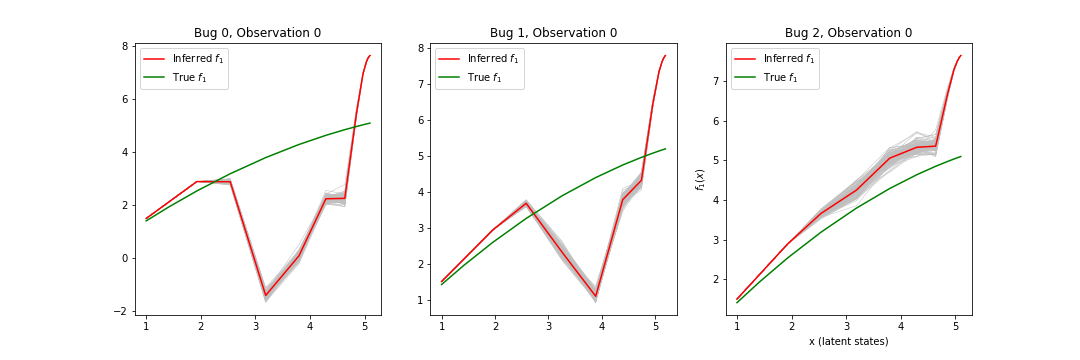 Bug 0, Observation 0
Inferred f₁
True f₁
8
6
4
2
0
−2
1 2 3 4 5
Bug 1, Observation 0
Inferred f₁
True f₁
8
7
6
5
4
3
2
1
1 2 3 4 5
Bug 2, Observation 0
Inferred f₁
True f₁
f₁(x)
7
6
5
4
3
2
1 2 3 4 5
x (latent states)